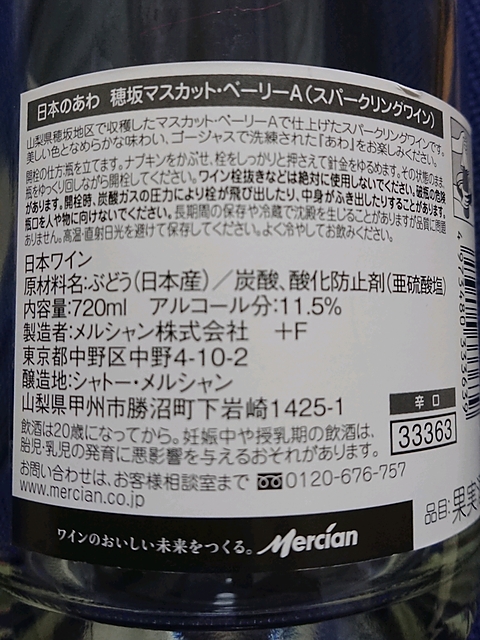 日本のあわ 穂坂マスカット・ベーリーA(スパークリングワイン)
山梨県穂坂地区で収穫したマスカット・ベーリーAで仕上げたスパークリングワインです。
美しい色となめらかな味わい、ゴージャスで洗練された『あわ』をお楽しみください。
開栓の仕方:瓶を立てます。ナプキンをかぶせ、栓をしっかりと押さえて針金をゆるめます。その状態のまま、
瓶をゆっくり回しながら開栓してください。ワイン栓抜きなどは絶対に使用しないでください。破瓶の危険
があります。開栓時、炭酸ガスの圧力により栓が飛び出したり、中身がふき出したりすることがあります。
瓶口を人や物に向けないでください。長期間の保存や冷蔵で沈殿を生じることがありますが品質に問題
ありません。高温・直射日光を避けて保存してください。よく冷やしてお飲みください。
日本ワイン
原材料名:ぶどう(日本産)/炭酸、酸化防止剤(亜硫酸塩)
内容量:720ml アルコール分:11.5%
製造者:メルシャン株式会社 +F
東京都中野区中野4-10-2
醸造地:シャトー・メルシャン
山梨県甲州市勝沼町下岩崎1425-1
飲酒は20歳になってから。妊娠中や授乳期の飲酒は、
胎児・乳児の発育に悪影響を与えるおそれがあります。
お問い合わせは、お客様相談室まで 0120-676-757
www.mercian.co.jp
辛口
33363
品目:果実
ワインのおいしい未来をつくる。 Mercian
4 973480 333639